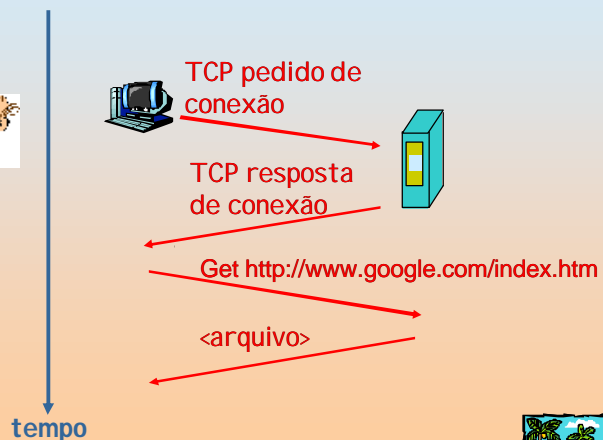 TCP pedido de
conexão
TCP resposta
de conexão
Get http://www.google.com/index.htm
<arquivo>
tempo